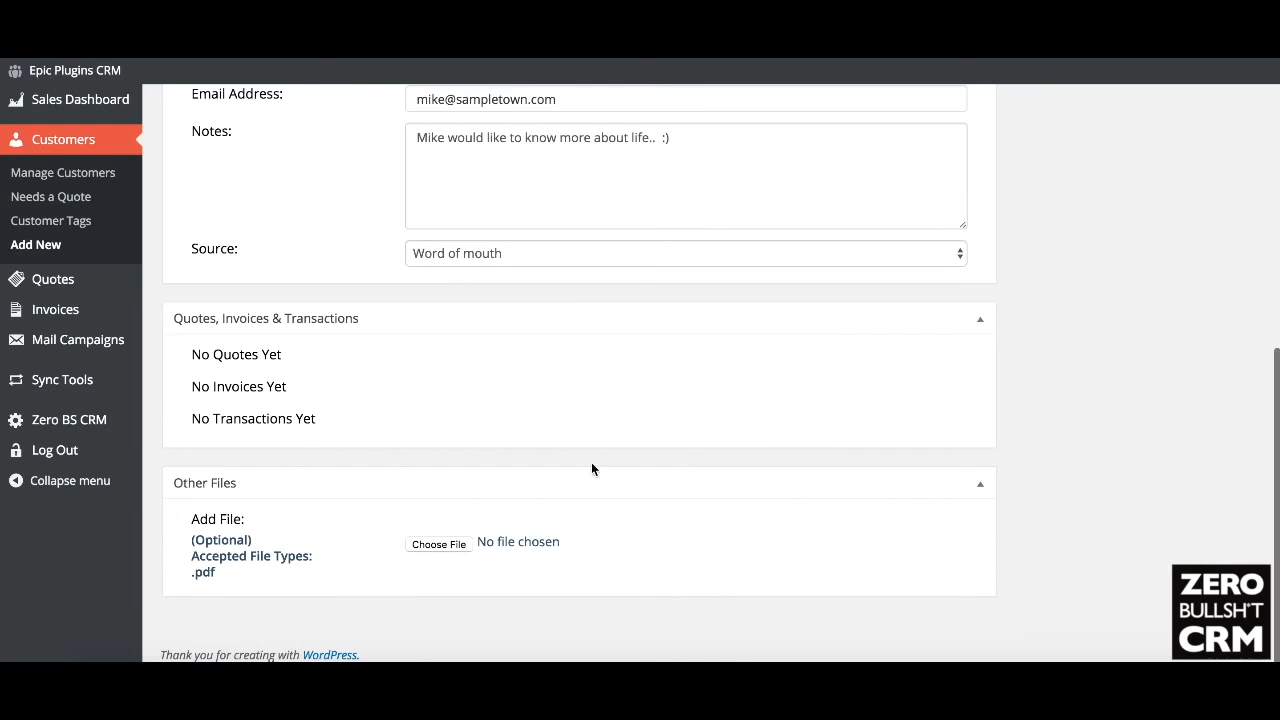 Epic Plugins CRM
Sales Dashboard
Customers
Manage Customers
Needs a Quote
Customer Tags
Add New
Quotes
Invoices
Mail Campaigns
Sync Tools
Zero BS CRM
Log Out
Collapse menu
Email Address:
mike@sampletown.com
Notes:
Mike would like to know more about life.. :)
Source:
Word of mouth
Quotes, Invoices & Transactions
No Quotes Yet
No Invoices Yet
No Transactions Yet
Other Files
Add File:
(Optional)
Accepted File Types:
.pdf
Choose File No file chosen
Thank you for creating with WordPress.
ZERO
BULLSH*T
CRM